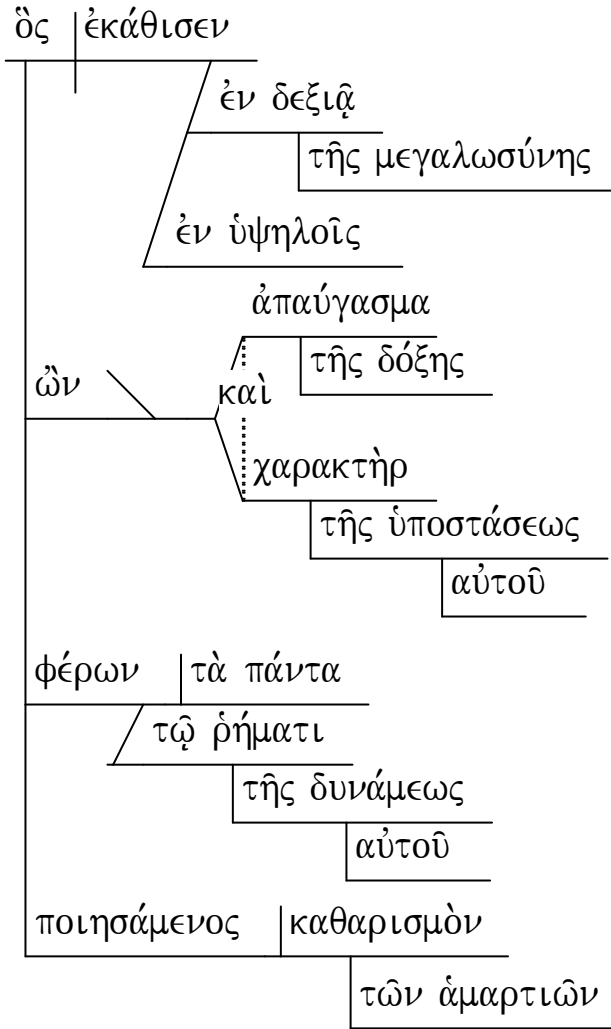 ὃς ἐκάθισεν
ἐν δεξιᾷ
τῆς μεγαλωσύνης
ἐν ὑψηλοῖς
ἀπαύγασμα
τῆς δόξης
ὢν καὶ
χαρακτὴρ
τῆς ὑποστάσεως
αὐτοῦ
φέρων τὰ πάντα
τῷ ῥήματι
τῆς δυνάμεως
αὐτοῦ
ποιησάμενος καθαρισμὸν
τῶν ἁμαρτιῶν